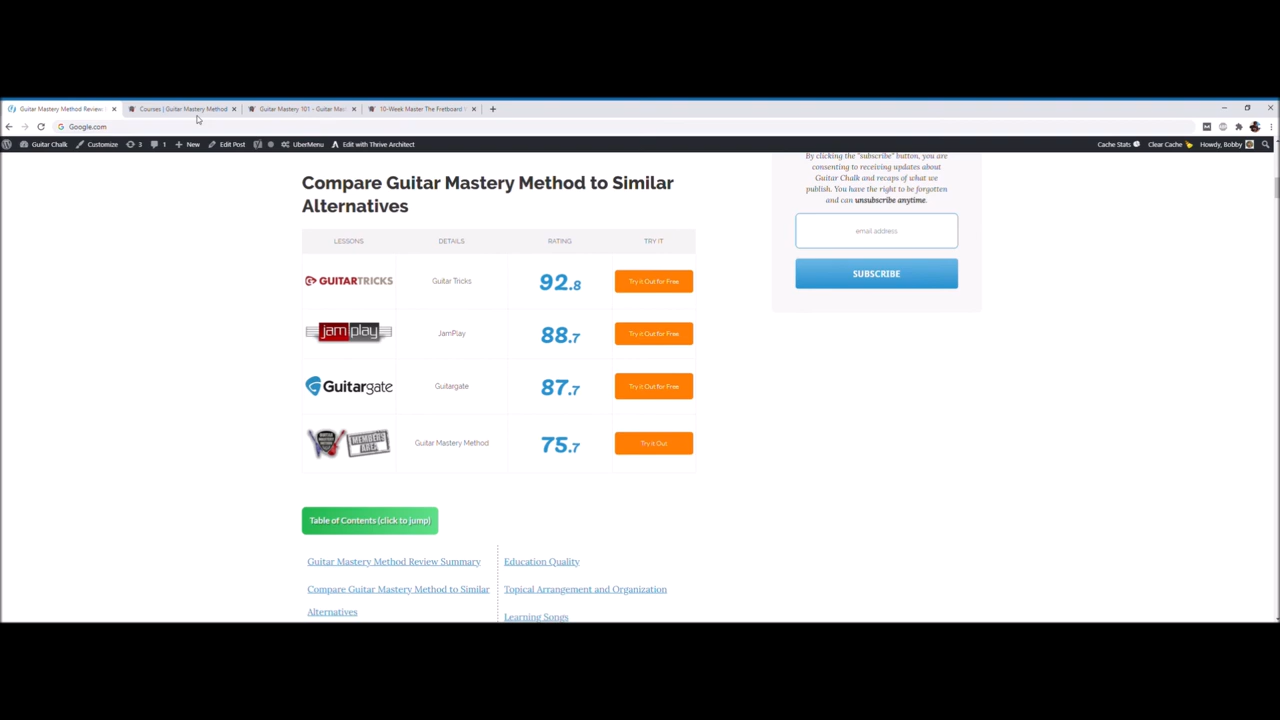 Guitar Mastery Method Review
Courses | Guitar Mastery Method
Guitar Mastery 101 – Guitar Mas
10-Week Master The Fretboard
Google.com
Guitar Chalk
Customize
3
1
New
Edit Post
UberMenu
Edit with Thrive Architect
Cache Stats
Clear Cache
Howdy, Bobby
Compare Guitar Mastery Method to Similar
Alternatives
LESSONS DETAILS RATING TRY IT
GUITARTRICKS Guitar Tricks 92.8 Try it Out for Free
jam play JamPlay 88.7 Try it Out for Free
Guitargate Guitargate 87.7 Try it Out for Free
MEMBERS AREA Guitar Mastery Method 75.7 Try it Out
Table of Contents (click to jump)
Guitar Mastery Method Review Summary
Compare Guitar Mastery Method to Similar
Alternatives
Education Quality
Topical Arrangement and Organization
Learning Songs
By clicking the "subscribe" button, you are
consenting to receiving updates about
Guitar Chalk and recaps of what we
publish. You have the right to be forgotten
and can unsubscribe anytime.
email address
SUBSCRIBE